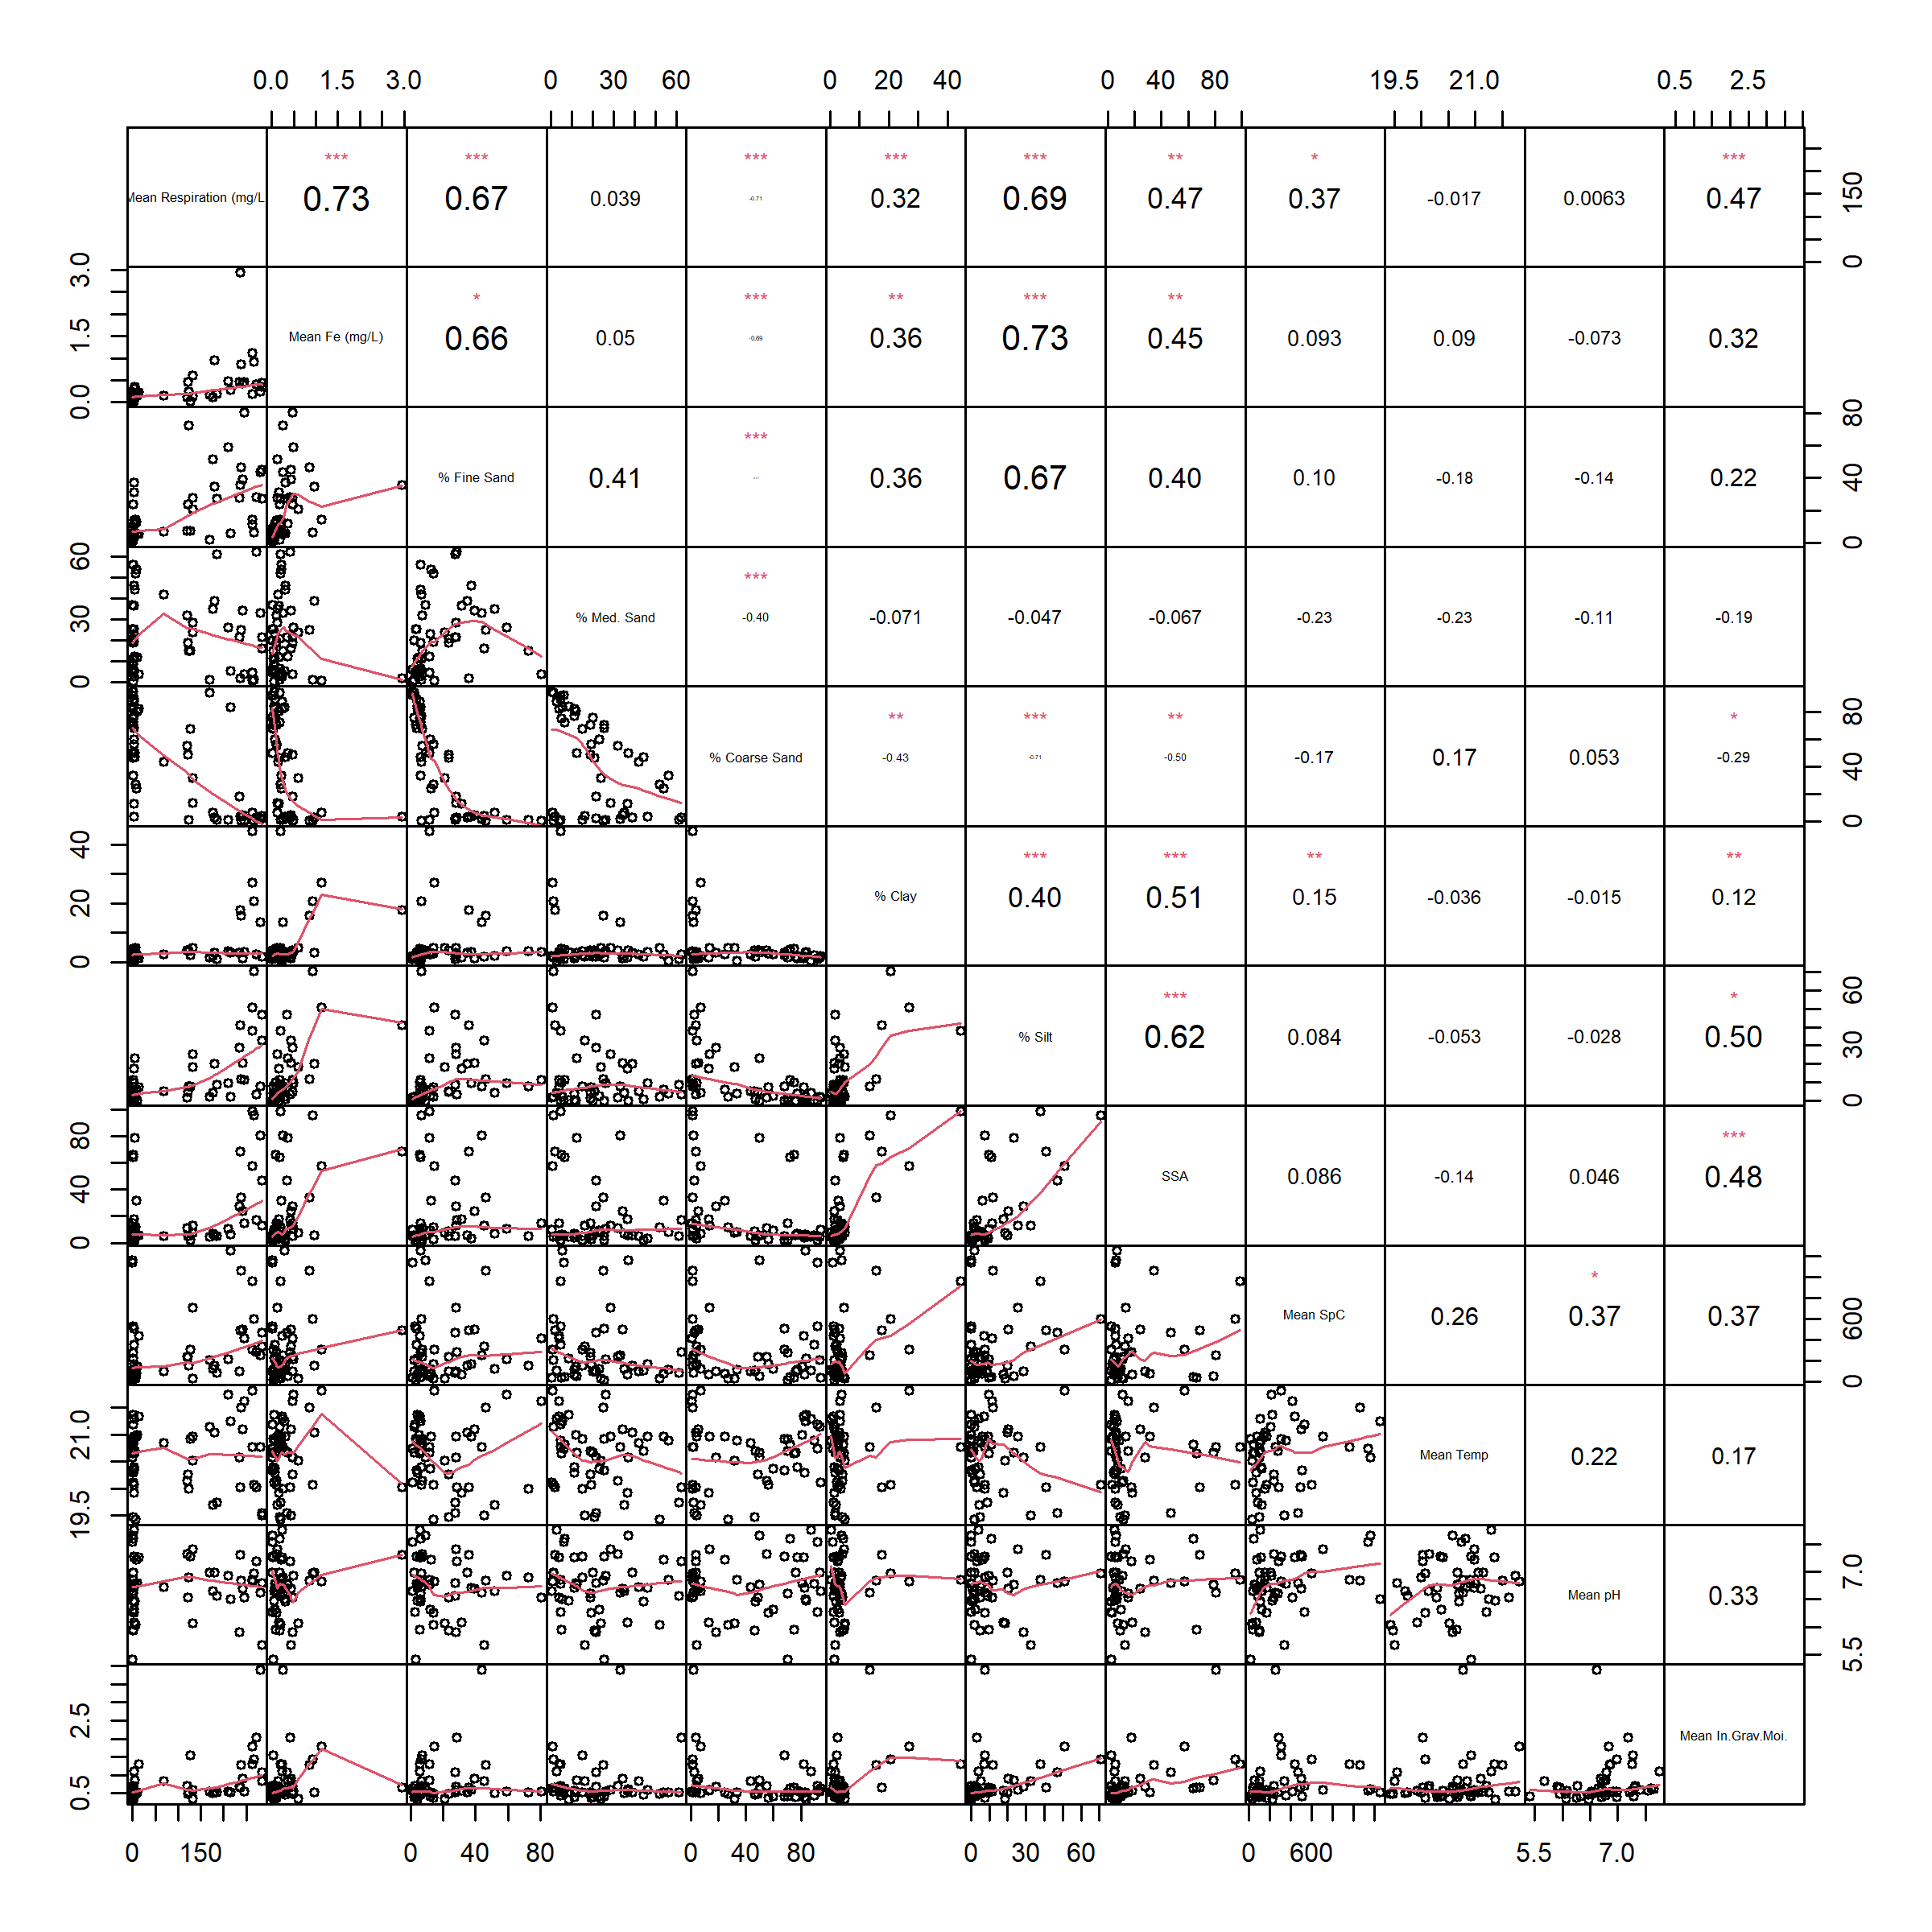 0.0 1.5 3.0 0 30 60 0 20 40 0 40 80 19.5 21.0 0.5 2.5
*** *** *** *** *** ** * ***
Mean Respiration (mg/L 0.73 0.67 0.039 -0.71 0.32 0.69 0.47 0.37 -0.017 0.0063 0.47 0 150
* *** ** *** **
0.0 1.5 3.0 Mean Fe (mg/L) 0.66 0.05 -0.69 0.36 0.73 0.45 0.093 0.09 -0.073 0.32
***
% Fine Sand 0.41 0.36 0.67 0.40 0.10 -0.18 -0.14 0.22 0 40 80
***
0 30 60 % Med. Sand -0.40 -0.071 -0.047 -0.067 -0.23 -0.23 -0.11 -0.19
** *** ** *
% Coarse Sand -0.43 -0.71 -0.50 -0.17 0.17 0.053 -0.29 0 40 80
*** *** ** **
0 20 40 % Clay 0.40 0.51 0.15 -0.036 -0.015 0.12
*** *
% Silt 0.62 0.084 -0.053 -0.028 0.50 0 30 60
***
0 40 80 SSA 0.086 -0.14 0.046 0.48
*
Mean SpC 0.26 0.37 0.37 0 600
19.5 21.0 Mean Temp 0.22 0.17
Mean pH 0.33 5.5 7.0
0.5 2.5 Mean In.Grav.Moi.
0 150 0 40 80 0 40 80 0 30 60 0 600 5.5 7.0